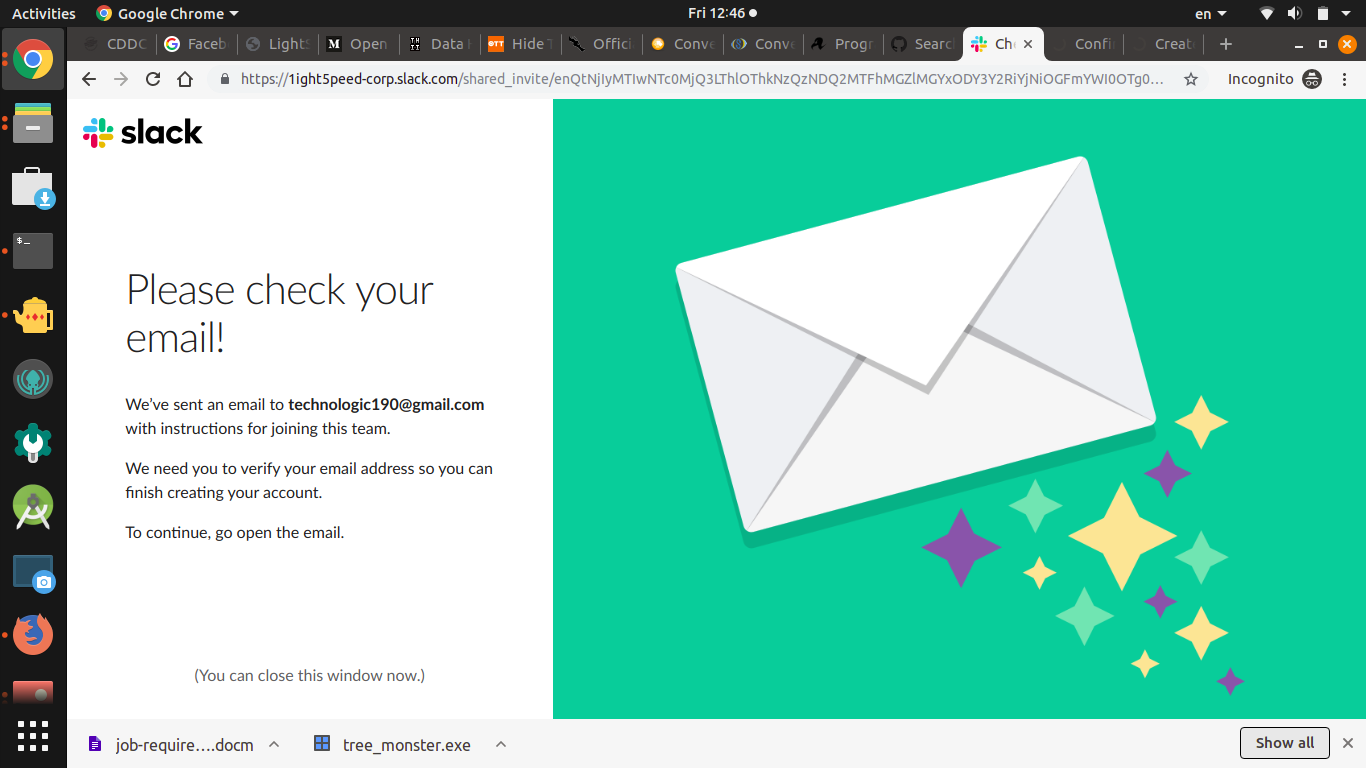 Activities
Google Chrome
Fri 12:46
en
CDDC
Faceb
LightS
Open
Data
Hide
Offici
Conve
Conve
Progr
Searc
Che
Confi
Creat
https://1ight5peed-corp.slack.com/shared_invite/enQtNjIyMTIwNTc0MjQ3LThlOThkNzQzNDQ2MTFhMGZlMGYxODY3Y2RiYjNiOGFmYWI0OTg0…
Incognito
slack
Please check your
email!
We’ve sent an email to technologic190@gmail.com
with instructions for joining this team.
We need you to verify your email address so you can
finish creating your account.
To continue, go open the email.
(You can close this window now.)
job-require….docm
tree_monster.exe
Show all